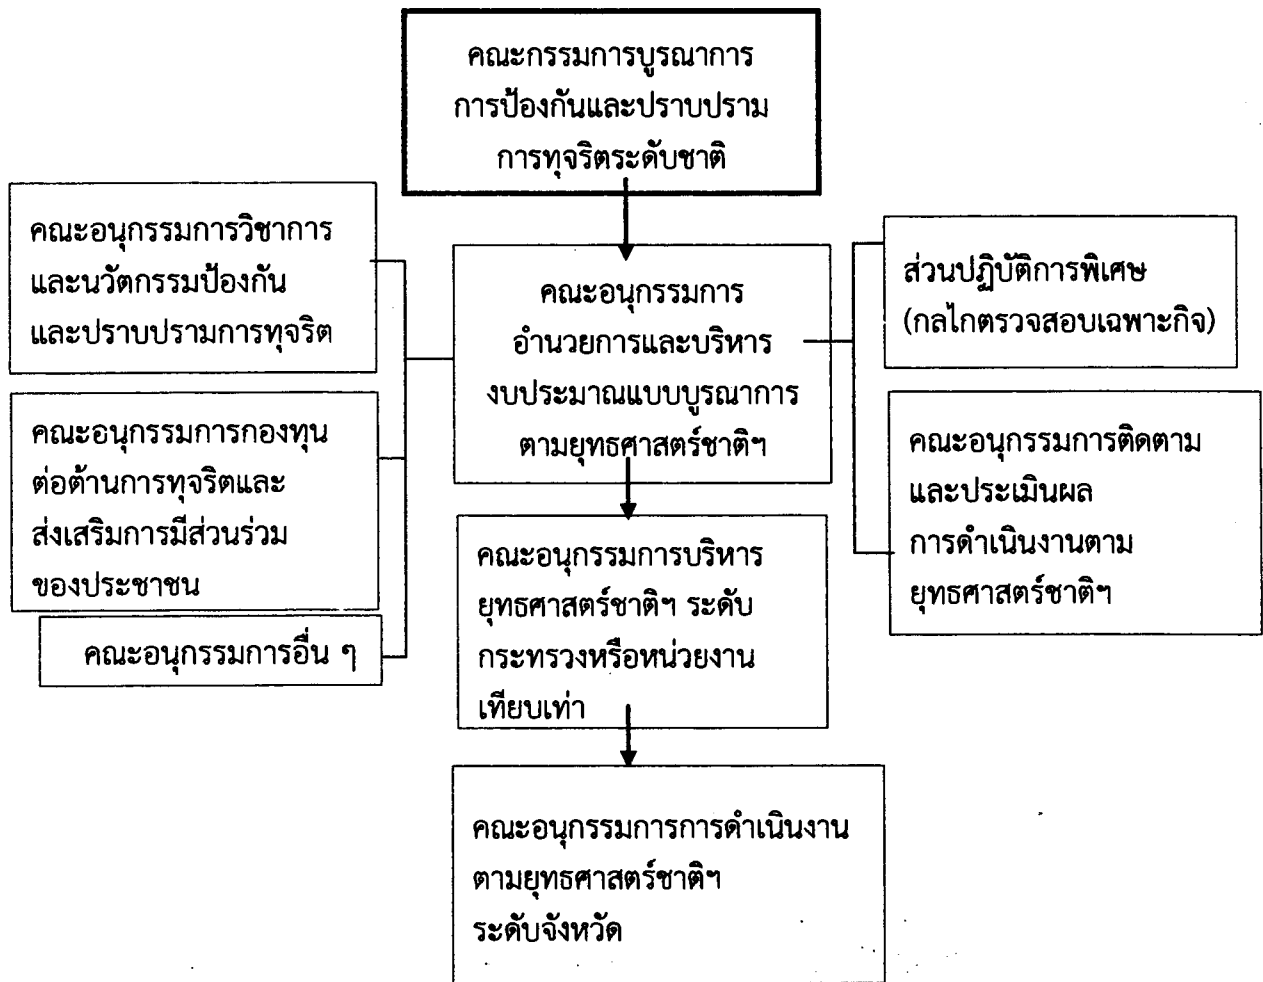 คณะกรรมการบูรณาการ
การป้องกันและปราบปราม
การทุจริตระดับชาติ
คณะอนุกรรมการวิชาการ
และนวัตกรรมป้องกัน
และปราบปรามการทุจริต
คณะอนุกรรมการกองทุน
ต่อต้านการทุจริตและ
ส่งเสริมการมีส่วนร่วม
ของประชาชน
คณะอนุกรรมการอื่น ๆ
คณะอนุกรรมการ
อำนวยการและบริหาร
งบประมาณแบบบูรณาการ
ตามยุทธศาสตร์ชาติฯ
ส่วนปฏิบัติการพิเศษ
(กลไกตรวจสอบเฉพาะกิจ)
คณะอนุกรรมการติดตาม
และประเมินผล
การดำเนินงานตาม
ยุทธศาสตร์ชาติฯ
คณะอนุกรรมการบริหาร
ยุทธศาสตร์ชาติฯ ระดับ
กระทรวงหรือหน่วยงาน
เทียบเท่า
คณะอนุกรรมการการดำเนินงาน
ตามยุทธศาสตร์ชาติฯ
ระดับจังหวัด